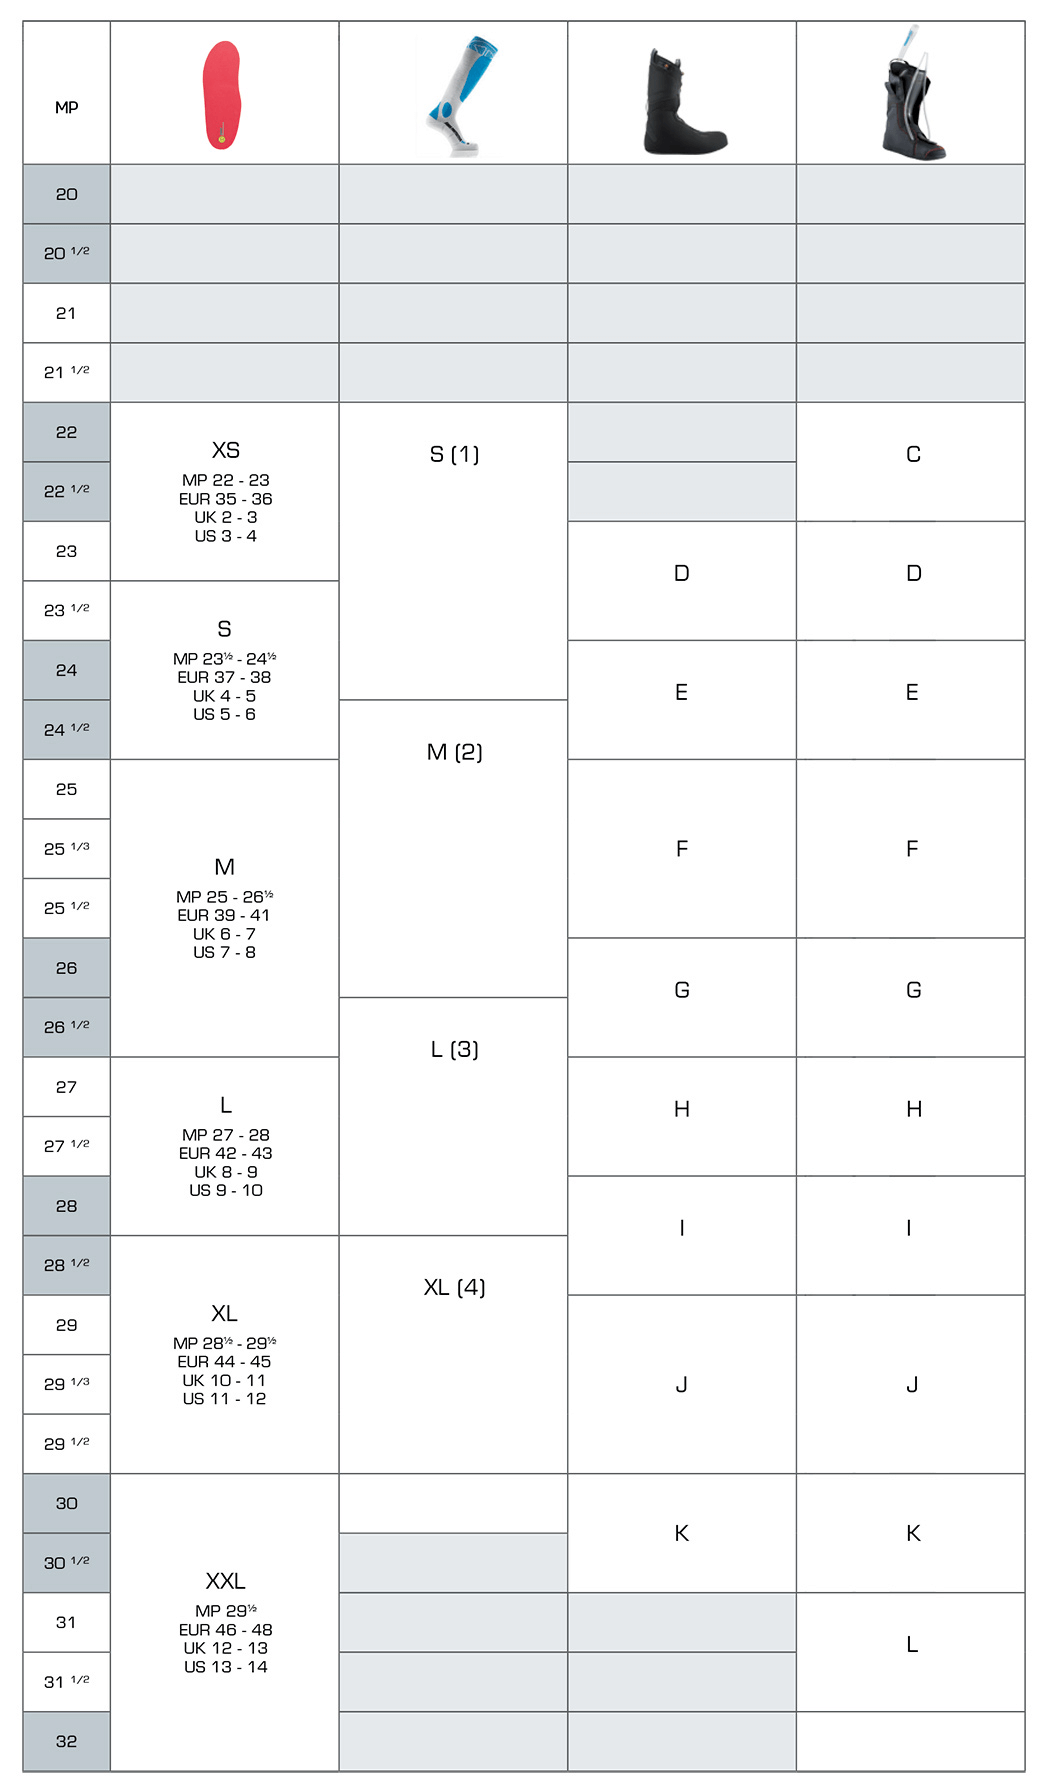 MP
20
20 1/2
21
21 1/2
22
XS
S (1)
C
MP 22 - 23
EUR 35 - 36
UK 2 - 3
US 3 - 4
22 1/2
23
D
D
23 1/2
S
MP 23½ - 24½
EUR 37 - 38
UK 4 - 5
US 5 - 6
24
E
E
24 1/2
M (2)
25
25 1/3
M
MP 25 - 26½
EUR 39 - 41
UK 6 - 7
US 7 - 8
F
F
25 1/2
26
G
G
26 1/2
L (3)
27
L
MP 27 - 28
EUR 42 - 43
UK 8 - 9
US 9 - 10
H
H
27 1/2
28
I
I
28 1/2
XL (4)
29
XL
MP 28½ - 29½
EUR 44 - 45
UK 10 - 11
US 11 - 12
29 1/3
J
J
29 1/2
30
K
K
30 1/2
XXL
MP 29½
EUR 46 - 48
UK 12 - 13
US 13 - 14
31
L
31 1/2
32